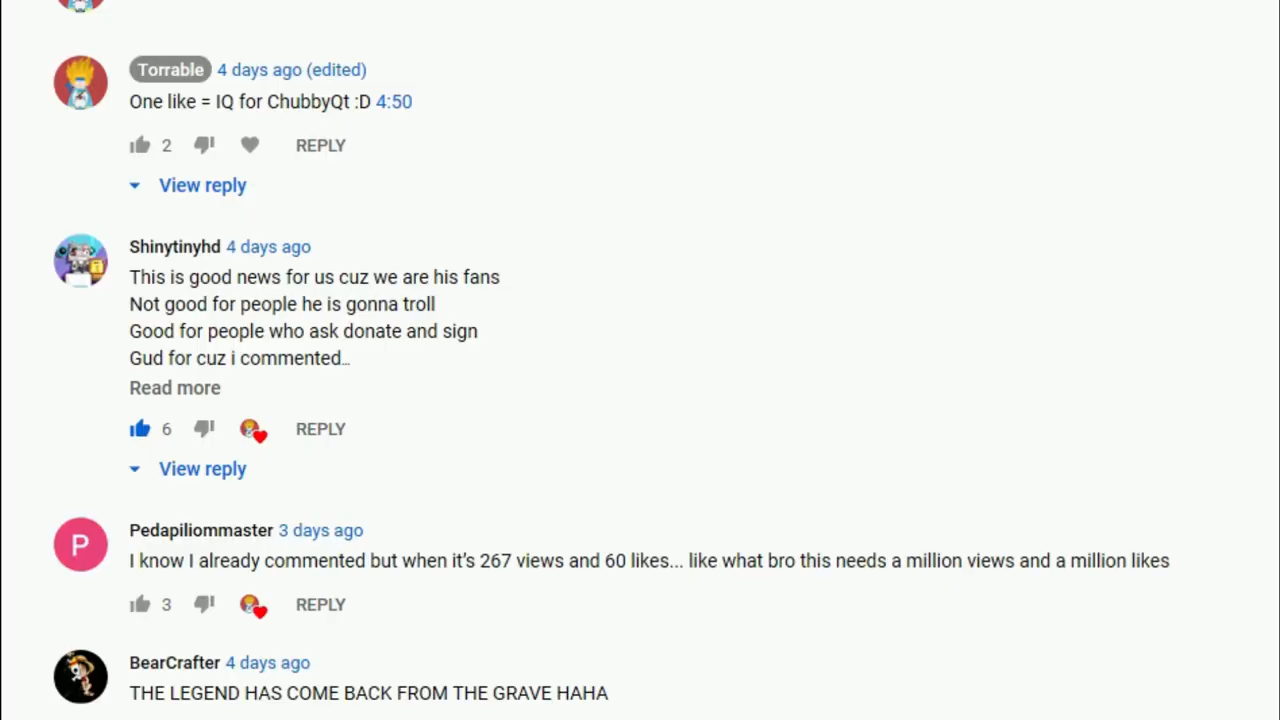 Torrable 4 days ago (edited)
One like = IQ for ChubbyQt :D 4:50
2 REPLY
View reply
Shinytinyhd 4 days ago
This is good news for us cuz we are his fans
Not good for people he is gonna troll
Good for people who ask donate and sign
Gud for cuz i commented...
Read more
6 REPLY
View reply
P
Pedapiliommaster 3 days ago
I know I already commented but when it's 267 views and 60 likes... like what bro this needs a million views and a million likes
3 REPLY
BearCrafter 4 days ago
THE LEGEND HAS COME BACK FROM THE GRAVE HAHA